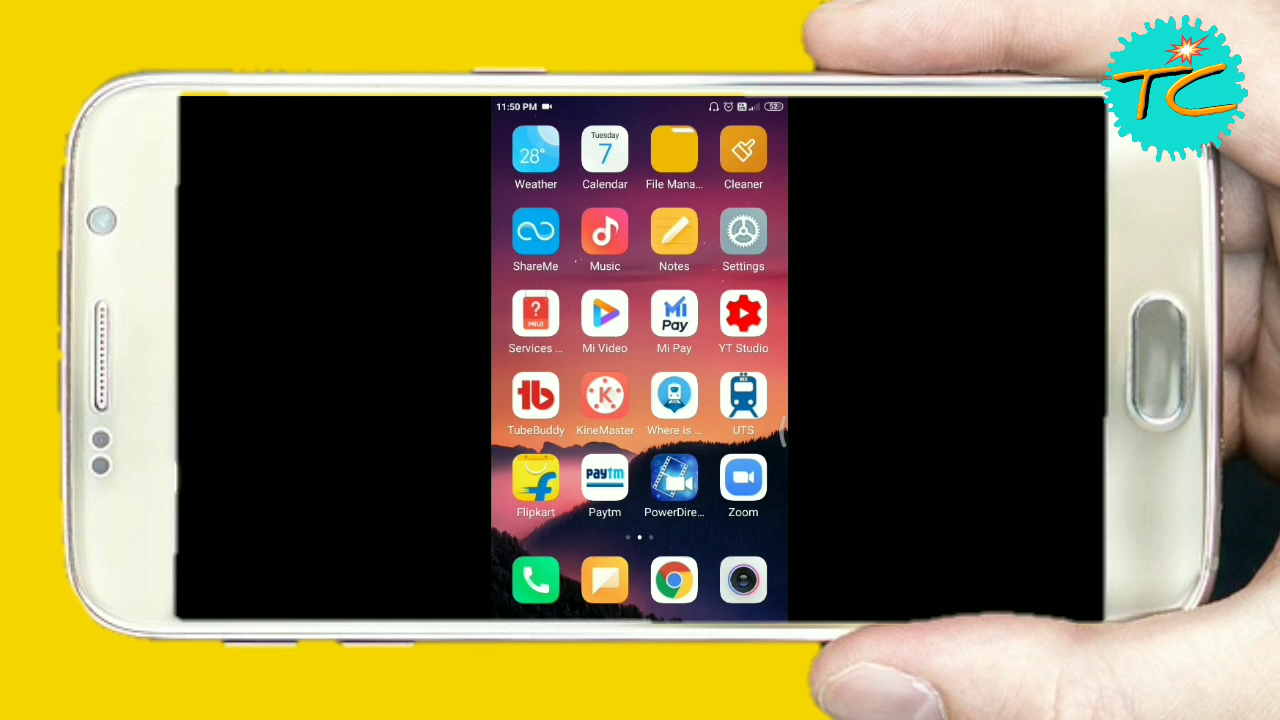 TC
11:50 PM
52
Tuesday
28° 7
Weather Calendar File Mana... Cleaner
ShareMe Music Notes Settings
?
MIUI
MI
Pay
Services ... Mi Video Mi Pay YT Studio
tb K
TubeBuddy KineMaster Where is ... UTS
f paytm
Flipkart Paytm PowerDire... Zoom